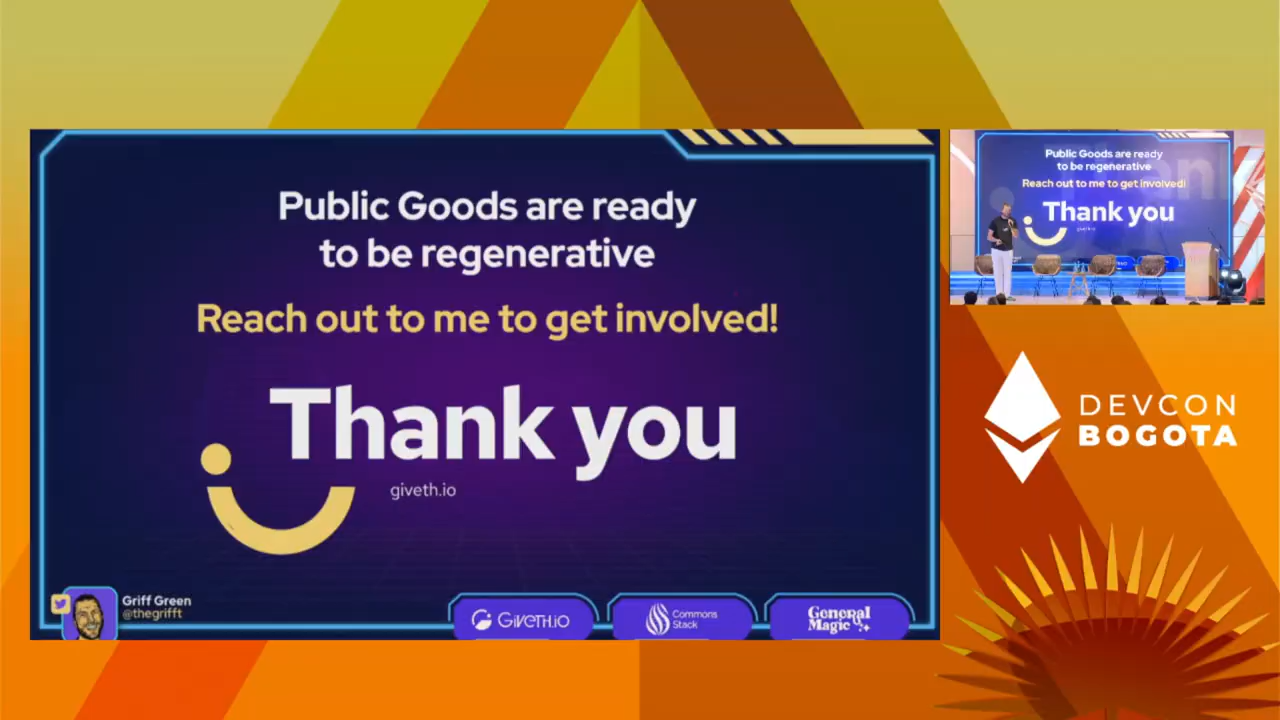 Public Goods are ready
to be regenerative
Reach out to me to get involved!
Thank you
giveth.io
Griff Green
@thegrifft
GIVETH.IO
Commons
Stack
General
Magic
Public Goods are ready
to be regenerative
Reach out to me to get involved!
Thank you
DEVCON
BOGOTA